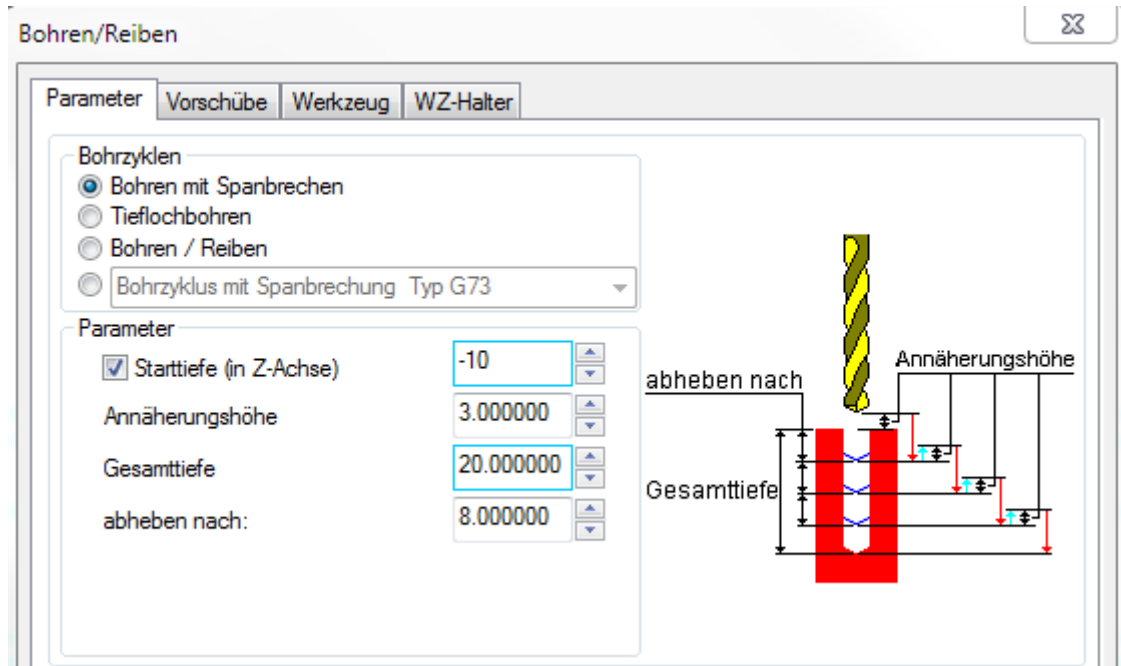 Bohren/Reiben
Parameter Vorschübe Werkzeug WZ-Halter
Bohrzyklen
Bohren mit Spanbrechen
Tieflochbohren
Bohren / Reiben
Bohrzyklus mit Spanbrechung Typ G73
Parameter
Starttiefe (in Z-Achse) -10
Annäherungshöhe 3.000000
Gesamttiefe 20.000000
abheben nach: 8.000000
Annäherungshöhe
abheben nach
Gesamttiefe